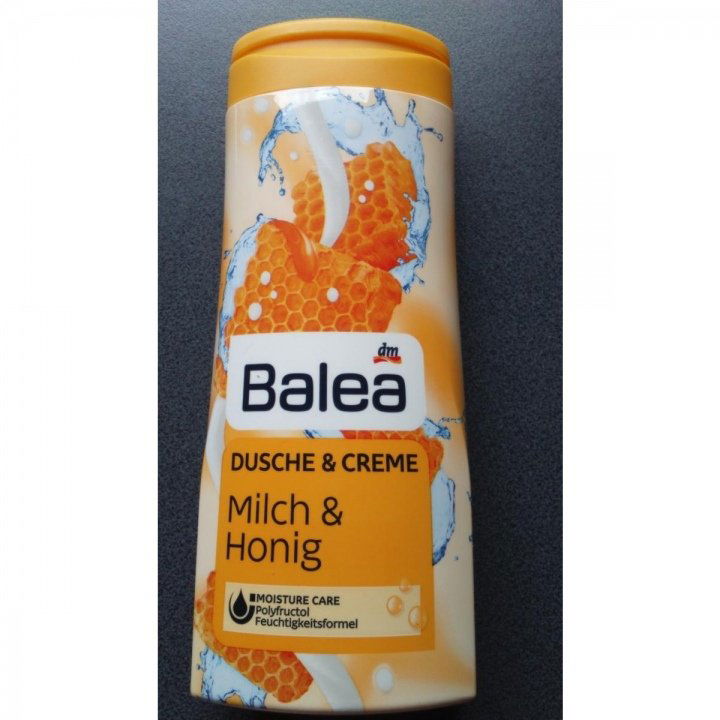 dm
Balea
DUSCHE & CREME
Milch &
Honig
MOISTURE CARE
Polyfructol
Feuchtigkeitsformel